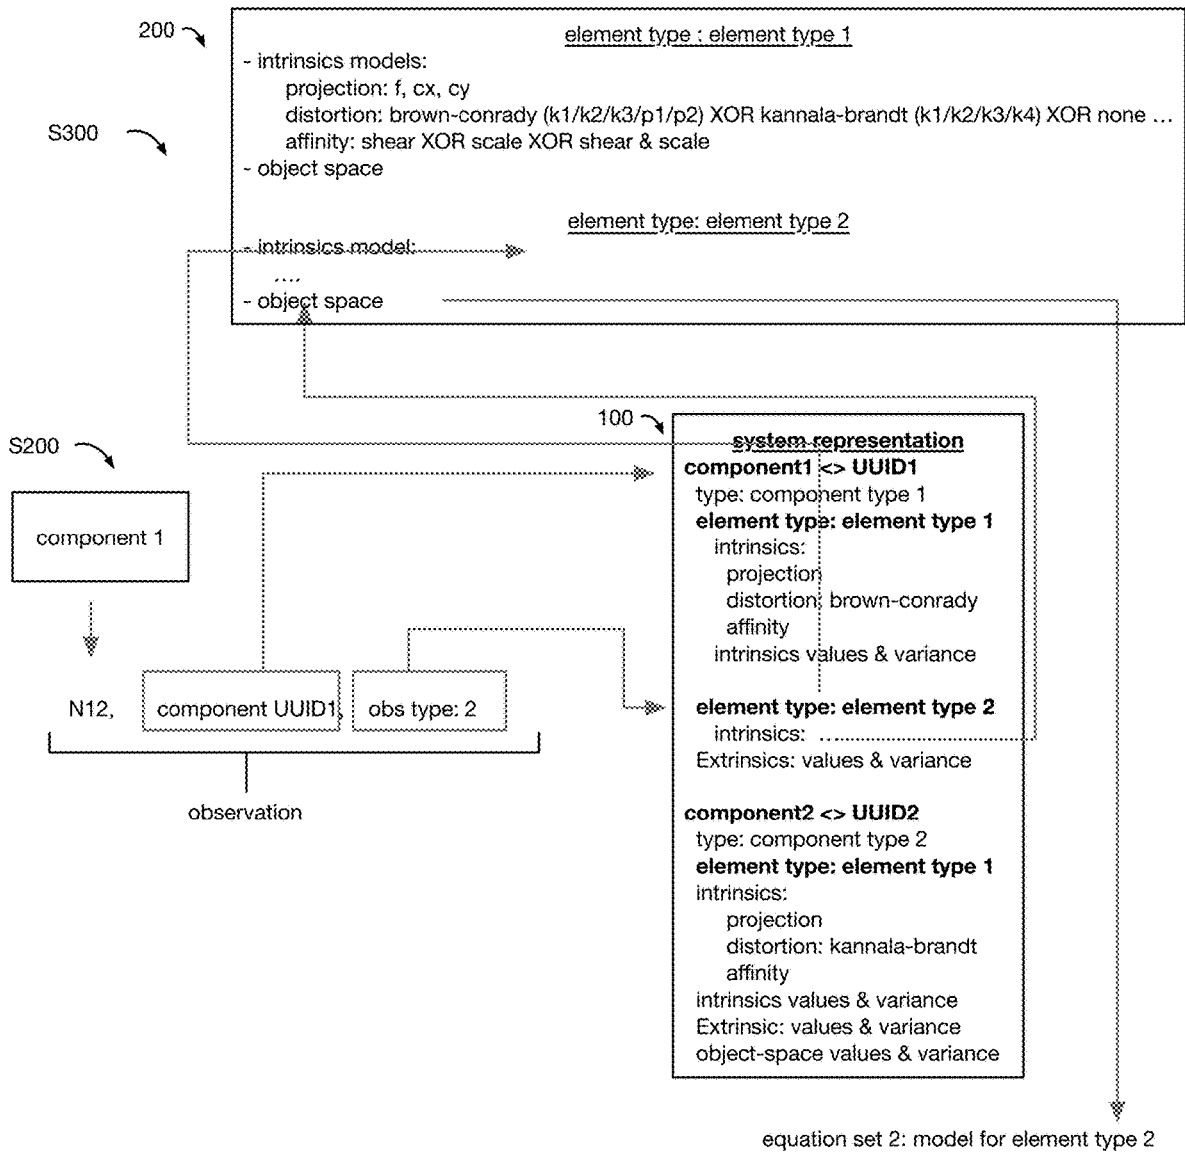 200
element type : element type 1
- intrinsics models:
projection: f, cx, cy
distortion: brown-conrady (k1/k2/k3/p1/p2) XOR kannala-brandt (k1/k2/k3/k4) XOR none ...
affinity: shear XOR scale XOR shear & scale
- object space
S300
element type: element type 2
- intrinsics model:
....
- object space
100
system representation
component1 <> UUID1
type: component type 1
element type: element type 1
intrinsics:
projection
distortion: brown-conrady
affinity
intrinsics values & variance
element type: element type 2
intrinsics: ....
Extrinsics: values & variance
component2 <> UUID2
type: component type 2
element type: element type 1
intrinsics:
projection
distortion: kannala-brandt
affinity
intrinsics values & variance
Extrinsic: values & variance
object-space values & variance
S200
component 1
N12, component UUID1, obs type: 2
observation
equation set 2: model for element type 2